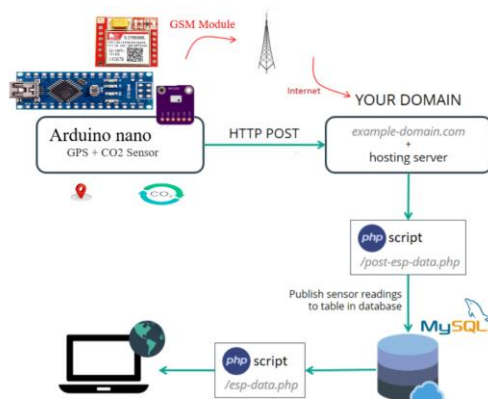 GSM Module
Internet
YOUR DOMAIN
Arduino nano
GPS + CO2 Sensor
HTTP POST
example-domain.com
+
hosting server
CO₂
php script
/post-esp-data.php
Publish sensor readings
to table in database
MySQL
php script
/esp-data.php